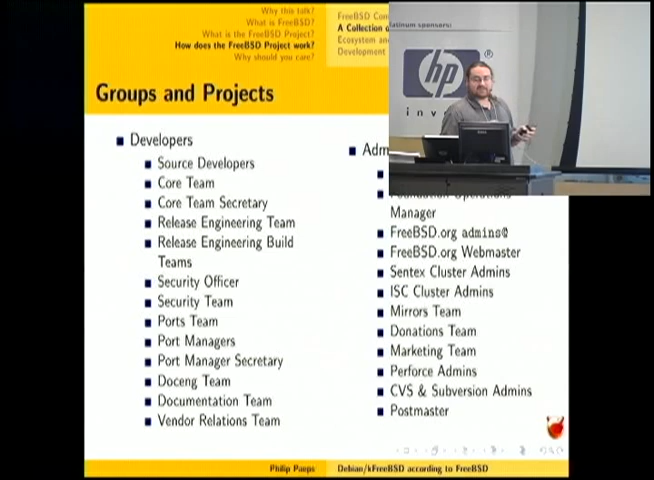 Why this talk?
What is FreeBSD?
What is the FreeBSD Project?
How does the FreeBSD Project work?
Why should you care?
FreeBSD Com
A Collection o
Ecosystem an
Development
latinum sponsors:
hp
®
i n v
Groups and Projects
Developers
Source Developers
Core Team
Core Team Secretary
Release Engineering Team
Release Engineering Build
Teams
Security Officer
Security Team
Ports Team
Port Managers
Port Manager Secretary
Doceng Team
Documentation Team
Vendor Relations Team
Adm
Foundation Operations
Manager
FreeBSD.org admins@
FreeBSD.org Webmaster
Sentex Cluster Admins
ISC Cluster Admins
Mirrors Team
Donations Team
Marketing Team
Perforce Admins
CVS & Subversion Admins
Postmaster
Philip Paeps
Debian/kFreeBSD according to FreeBSD